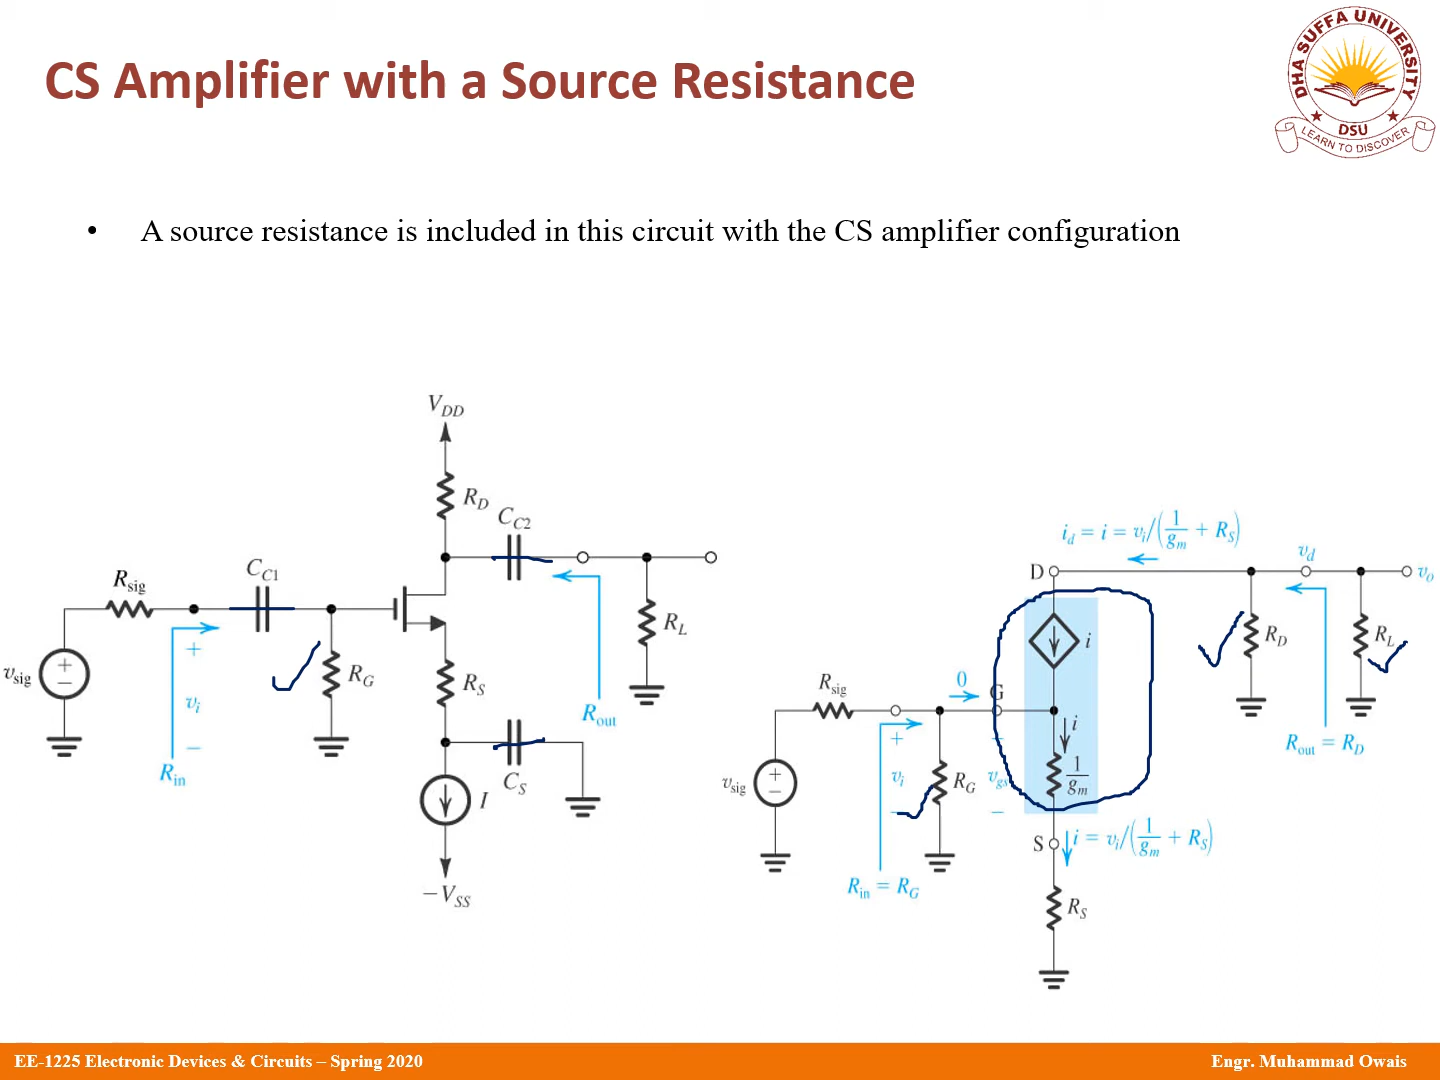 CS Amplifier with a Source Resistance
DHA SUFFA UNIVERSITY
DSU
LEARN TO DISCOVER
• A source resistance is included in this circuit with the CS amplifier configuration
V_DD
R_D
C_C2
C_C1
R_sig
R_L
v_sig
+
−
+
v_i
−
R_G
R_S
R_in
R_out
C_S
I
−V_SS
i_d = i = v_i/(1/g_m + R_S)
D
v_d
v_o
i
R_D
R_L
0
G
R_sig
i
R_out = R_D
+
+
v_sig
+
−
v_i
R_G
v_gs
1/g_m
−
−
S
i = v_i/(1/g_m + R_S)
R_in = R_G
R_S
EE-1225 Electronic Devices & Circuits – Spring 2020
Engr. Muhammad Owais